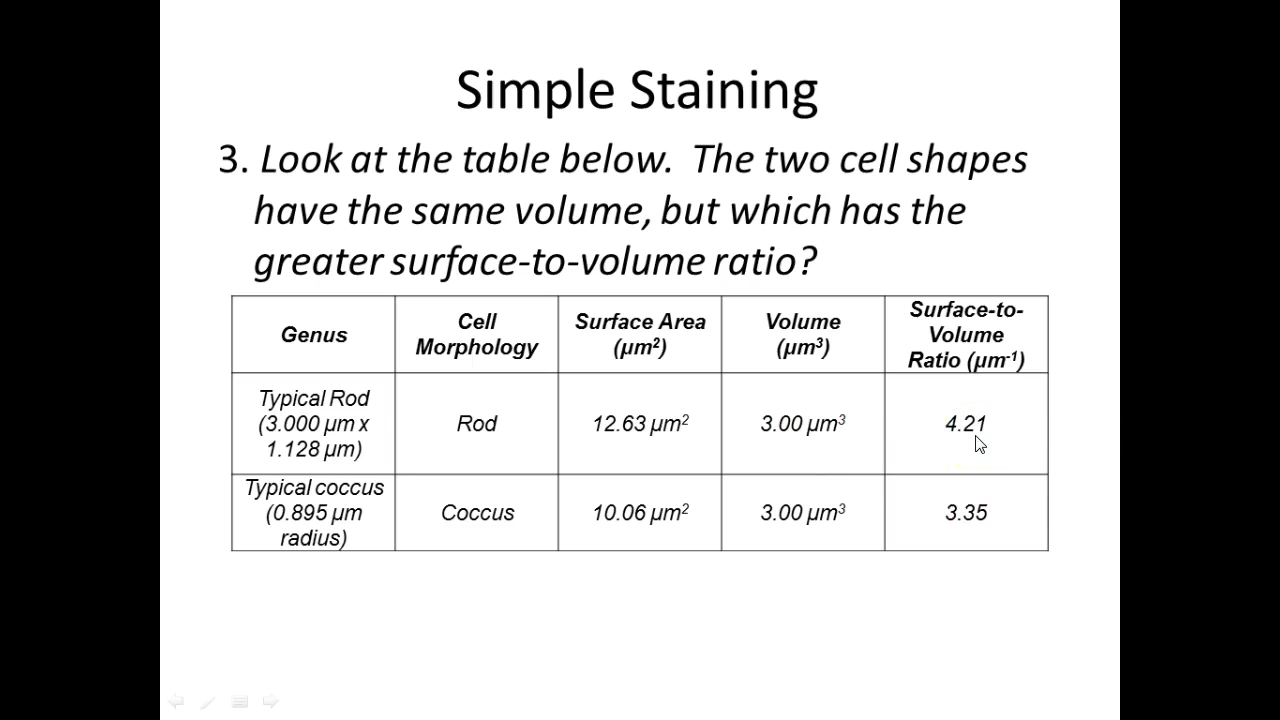 Simple Staining
3. Look at the table below. The two cell shapes
have the same volume, but which has the
greater surface-to-volume ratio?
Genus
Cell
Morphology
Surface Area
(µm²)
Volume
(µm³)
Surface-to-
Volume
Ratio (µm⁻¹)
Typical Rod
(3.000 µm x
1.128 µm)
Rod
12.63 µm²
3.00 µm³
4.21
Typical coccus
(0.895 µm
radius)
Coccus
10.06 µm²
3.00 µm³
3.35